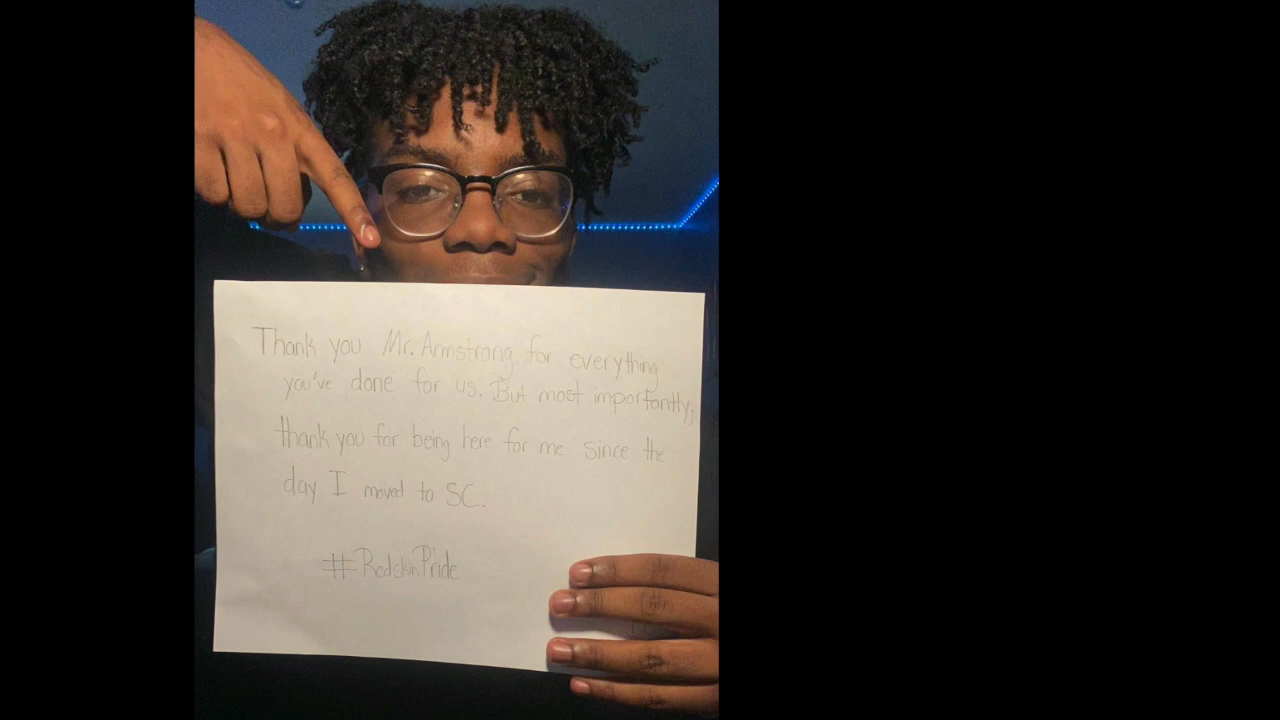 Thank you Mr. Armstrong for everything
you've done for us. But most importantly,
thank you for being here for me since the
day I moved to SC.
#RedskinPride